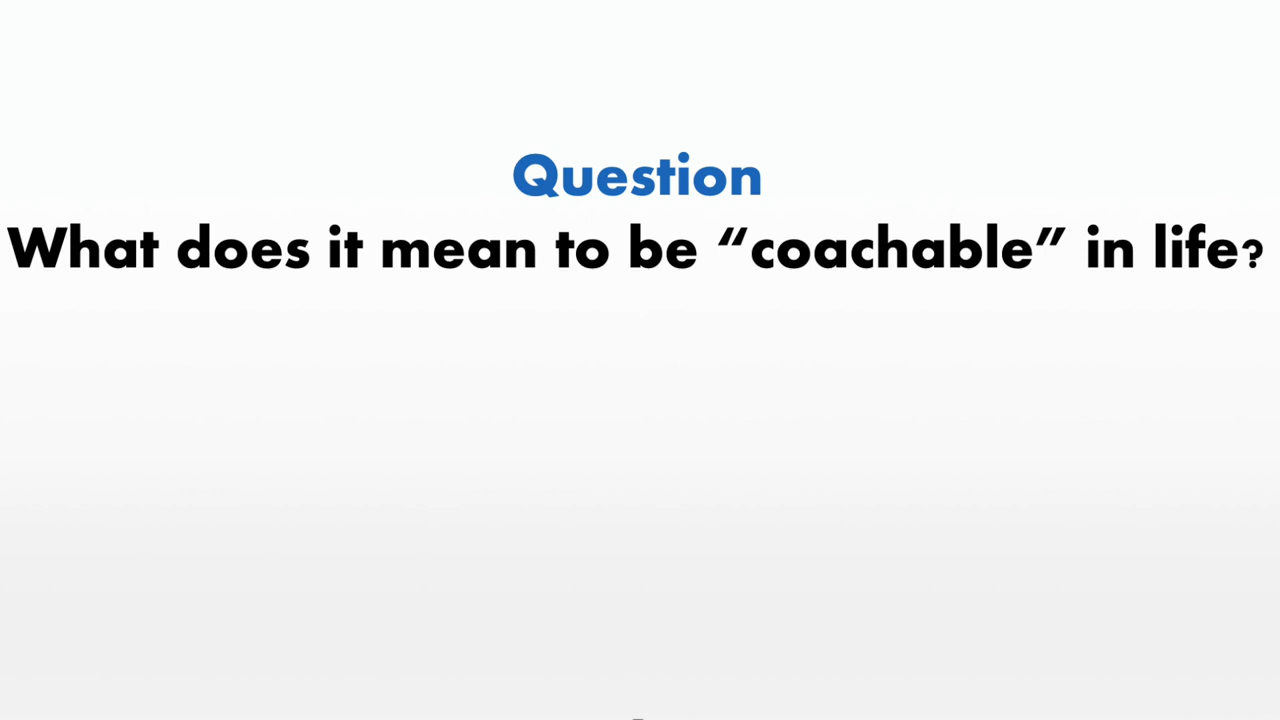 Question
What does it mean to be “coachable” in life?